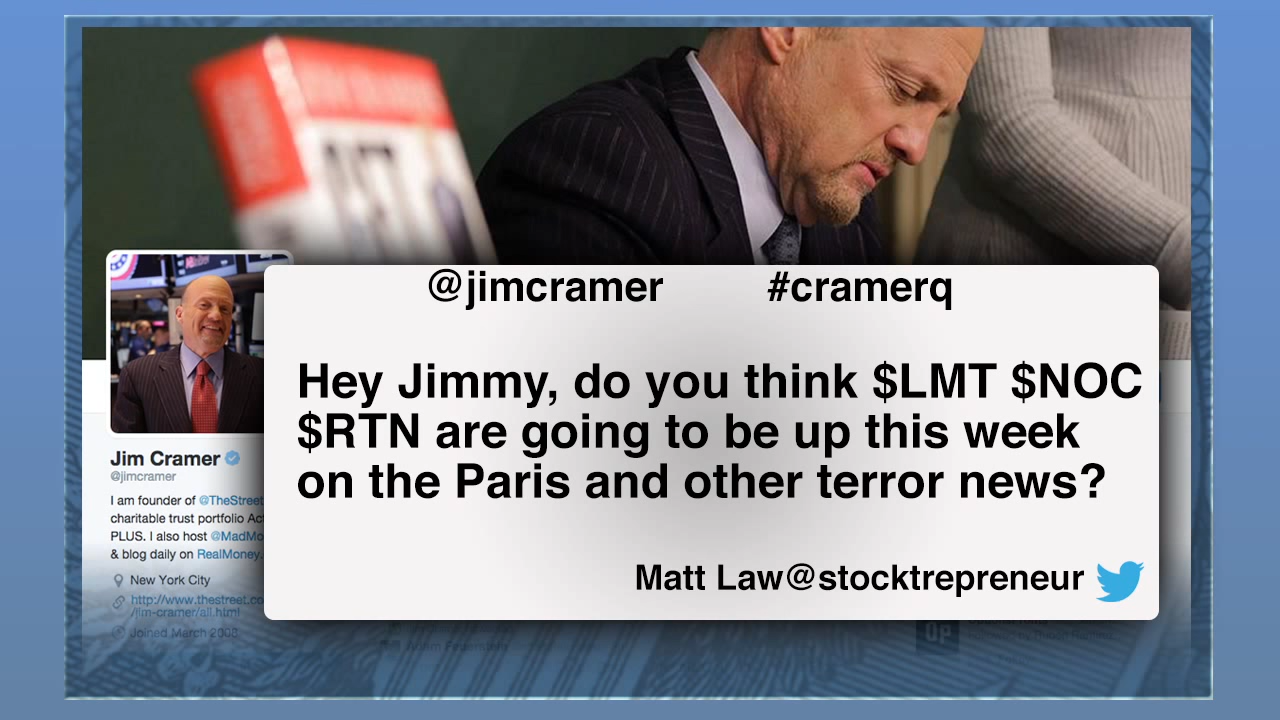 @jimcramer #cramerq
Hey Jimmy, do you think $LMT $NOC
$RTN are going to be up this week
on the Paris and other terror news?
Matt Law@stocktrepreneur
Jim Cramer
@jimcramer
I am founder of @TheStreet
charitable trust portfolio
PLUS. I also host
& blog daily on RealMoney.
New York City
http://www.thestreet.co
/jim-cramer/all.html
Joined March 2008